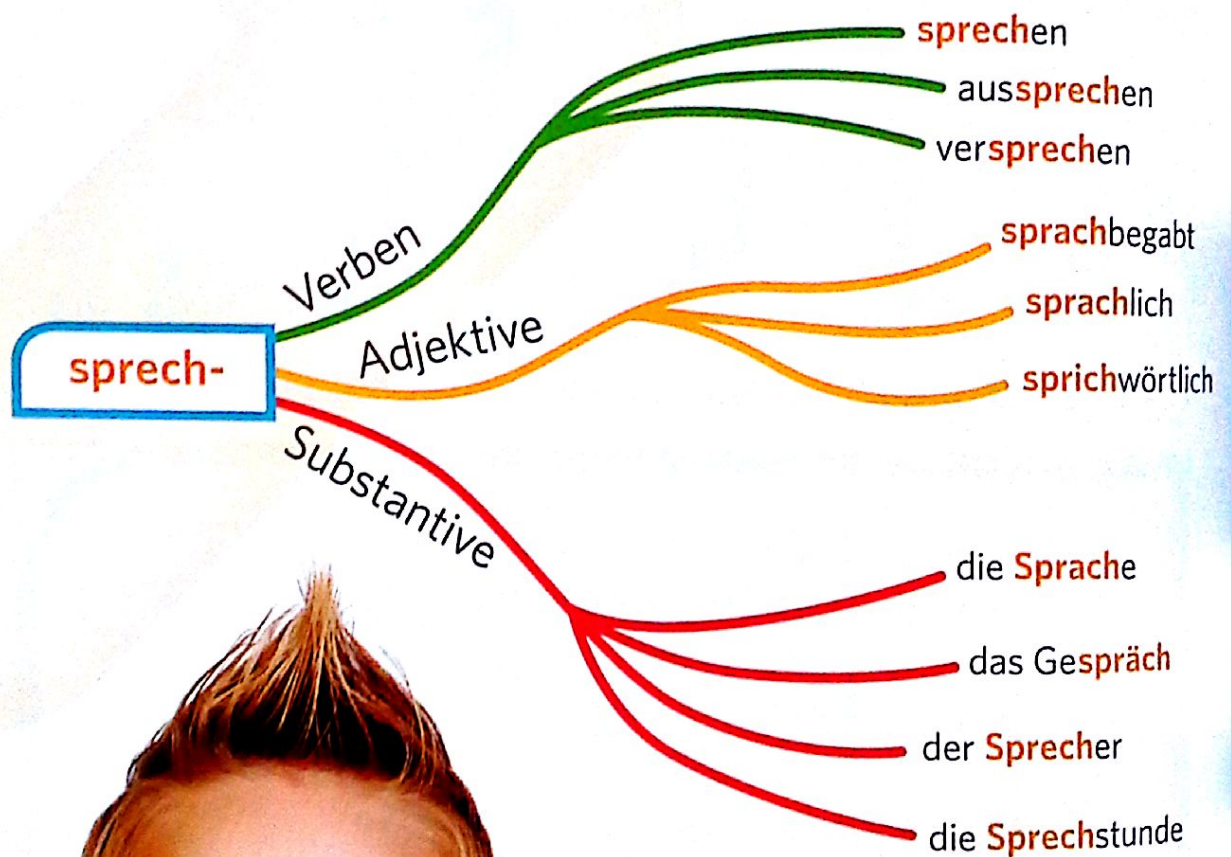 sprech-
Verben
sprechen
aussprechen
versprechen
Adjektive
sprachbegabt
sprachlich
sprichwörtlich
Substantive
die Sprache
das Gespräch
der Sprecher
die Sprechstunde